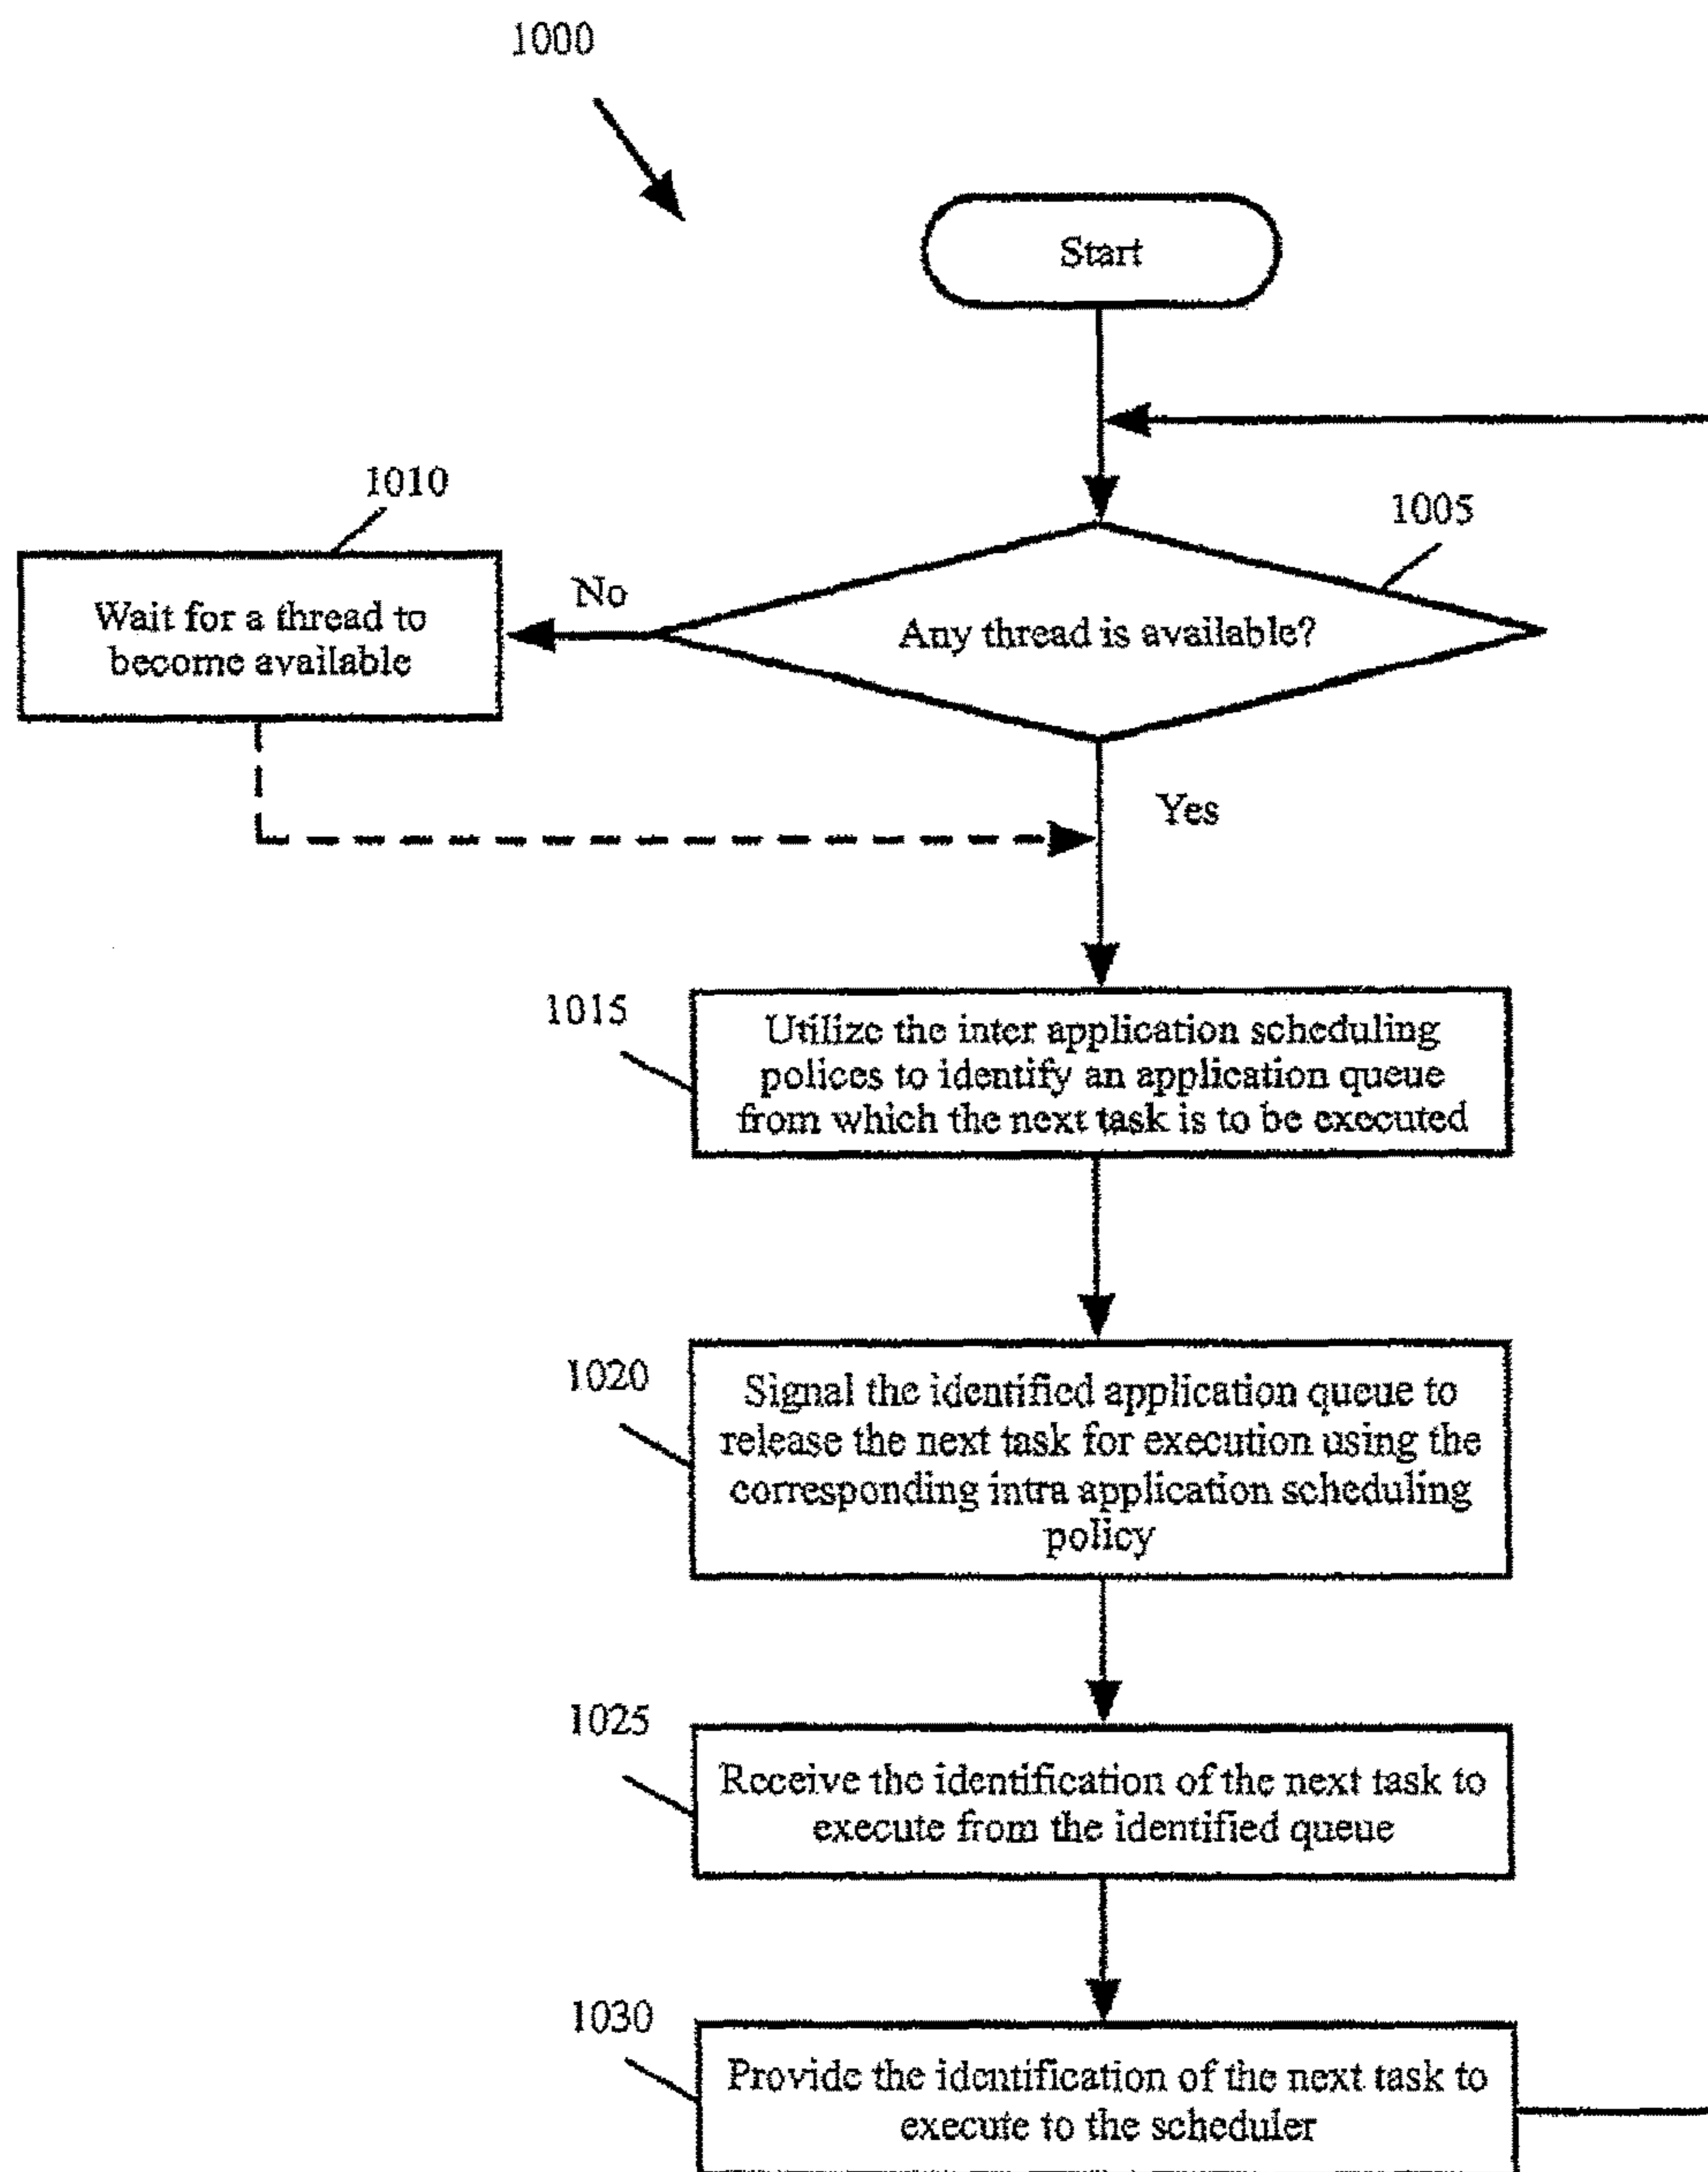 1000
Start
1010
1005
No
Wait for a thread to
become available
Any thread is available?
Yes
1015
Utilize the inter application scheduling
polices to identify an application queue
from which the next task is to be executed
1020
Signal the identified application queue to
release the next task for execution using the
corresponding intra application scheduling
policy
1025
Receive the identification of the next task to
execute from the identified queue
1030
Provide the identification of the next task to
execute to the scheduler